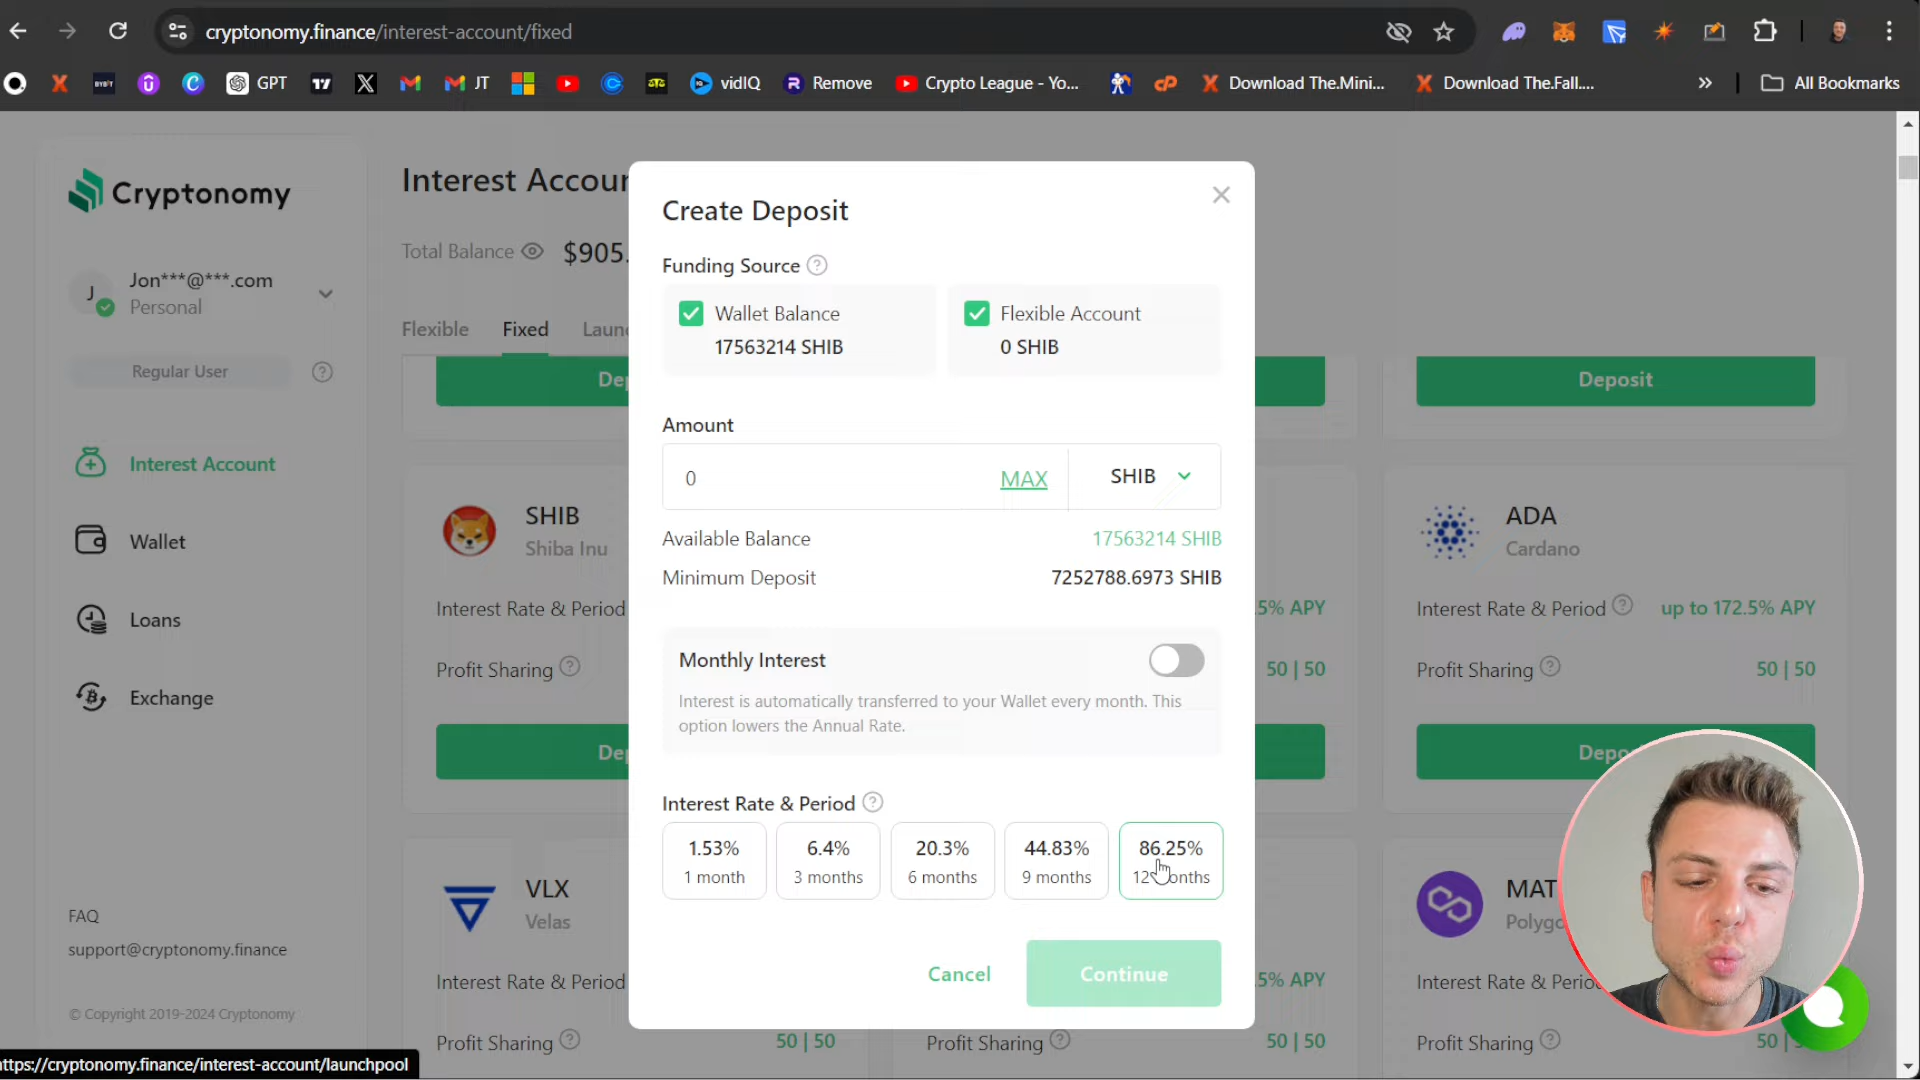 cryptonomy.finance/interest-account/fixed
BYBIT
GPT
JT
vidIQ
Remove
Crypto League - Yo...
cP
Download The.Mini...
Download The.Fall....
All Bookmarks
Cryptonomy
J
Jon***@***.com
Personal
Regular User
Interest Account
Wallet
Loans
Exchange
FAQ
support@cryptonomy.finance
© Copyright 2019-2024 Cryptonomy
https://cryptonomy.finance/interest-account/launchpool
Total Balance $905.
Flexible Fixed
Deposit
SHIB
Shiba Inu
Interest Rate & Period
Profit Sharing
5% APY
50 | 50
ADA
Cardano
Interest Rate & Period up to 172.5% APY
Profit Sharing 50 | 50
VLX
Velas
Interest Rate & Period
Profit Sharing 50 | 50
5% APY
Profit Sharing 50 | 50
Interest Rate
Profit Sharing
Create Deposit
Funding Source
Wallet Balance
17563214 SHIB
Flexible Account
0 SHIB
Amount
0 MAX SHIB
Available Balance 17563214 SHIB
Minimum Deposit 7252788.6973 SHIB
Monthly Interest
Interest is automatically transferred to your Wallet every month. This
option lowers the Annual Rate.
Interest Rate & Period
1.53%
1 month
6.4%
3 months
20.3%
6 months
44.83%
9 months
86.25%
12
Cancel Continue